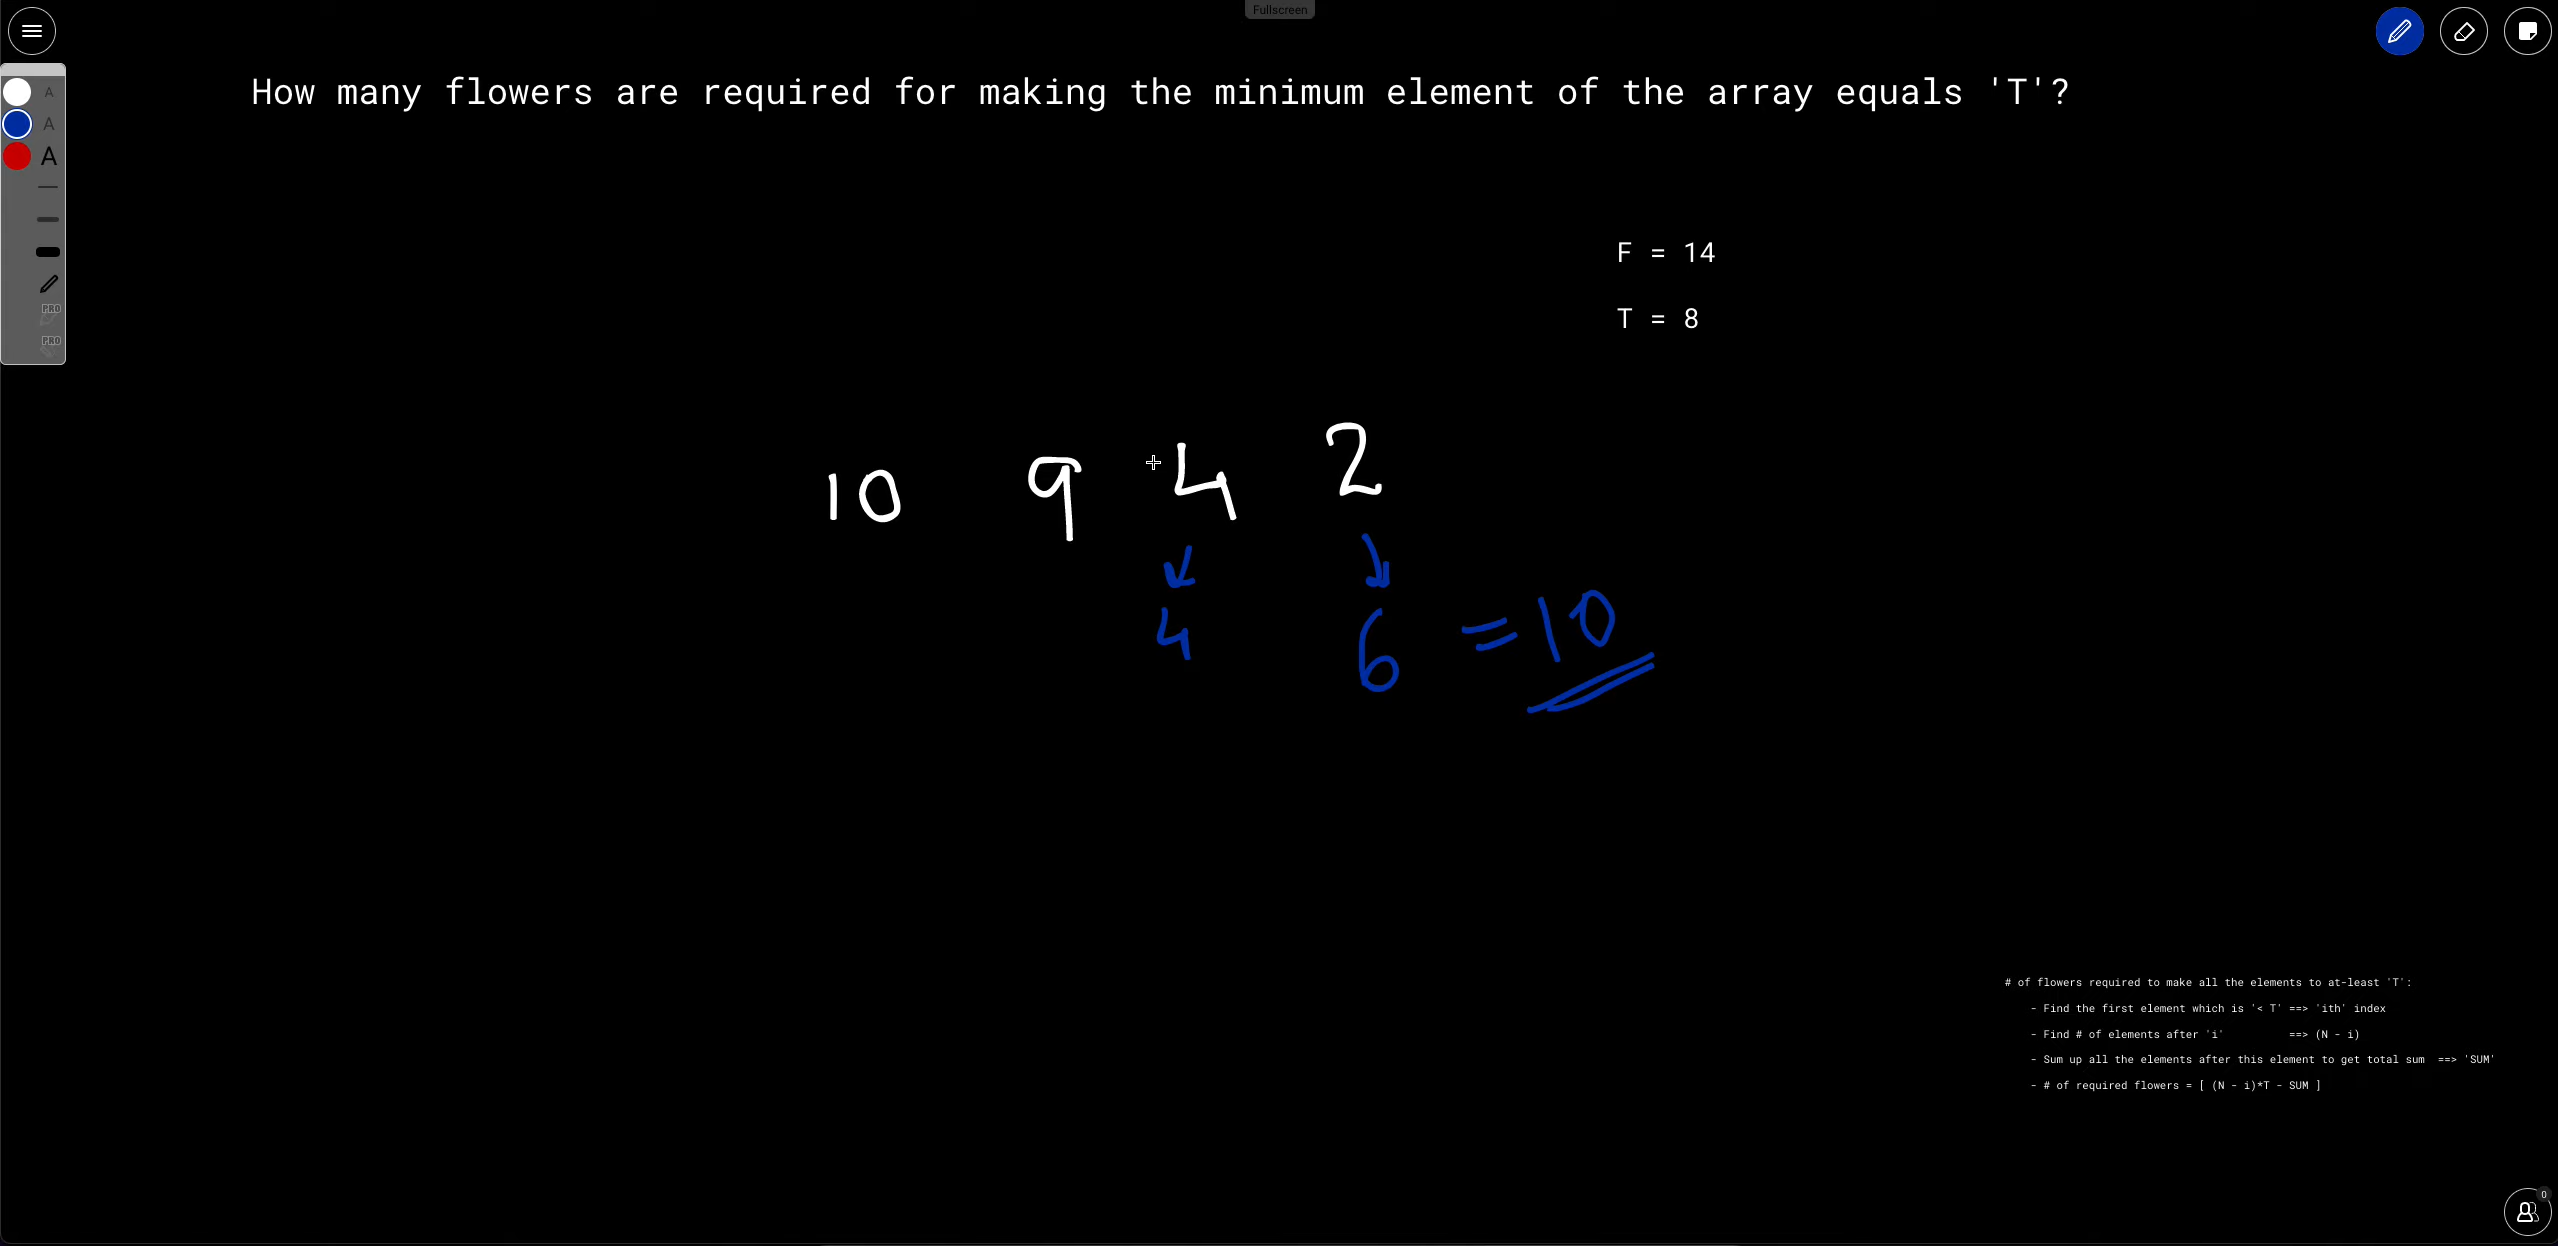 Fullscreen
How many flowers are required for making the minimum element of the array equals 'T'?
A
A
A
PRO
PRO
F = 14
T = 8
10 9 4 2
4 6 = 10
# of flowers required to make all the elements to at-least 'T':
- Find the first element which is '< T' ==> 'ith' index
- Find # of elements after 'i' ==> (N - i)
- Sum up all the elements after this element to get total sum ==> 'SUM'
- # of required flowers = [ (N - i)*T - SUM ]
0